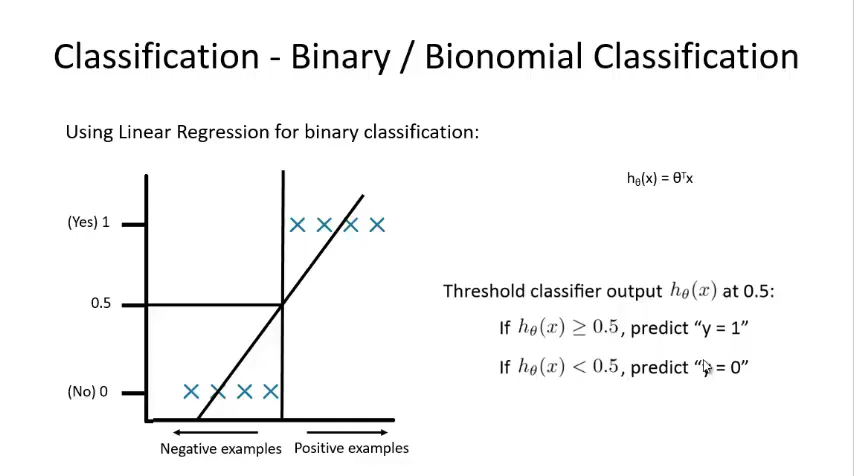 Classification - Binary / Bionomial Classification
Using Linear Regression for binary classification:
hθ(x) = θᵀx
(Yes) 1
0.5
(No) 0
Negative examples
Positive examples
Threshold classifier output hθ(x) at 0.5:
If hθ(x) ≥ 0.5, predict “y = 1”
If hθ(x) < 0.5, predict “y = 0”